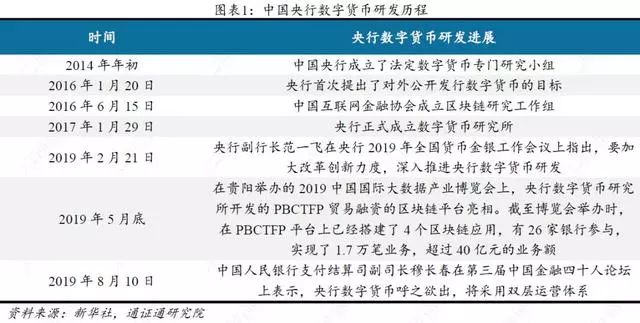 图表1：中国央行数字货币研发历程
时间 央行数字货币研发进展
2014 年年初 中国央行成立了法定数字货币专门研究小组
2016 年 1 月 20 日 央行首次提出了对外公开发行数字货币的目标
2016 年 6 月 15 日 中国互联网金融协会成立区块链研究工作组
2017 年 1 月 29 日 央行正式成立数字货币研究所
2019 年 2 月 21 日 央行副行长范一飞在央行 2019 年全国货币金银工作会议上指出，要加
大改革创新力度，深入推进央行数字货币研发
2019 年 5 月底 在贵阳举办的 2019 中国国际大数据产业博览会上，央行数字货币研究
所开发的 PBCTFP 贸易融资的区块链平台亮相。截至博览会举办时，
在 PBCTFP 平台上已经搭建了 4 个区块链应用，有 26 家银行参与，
实现了 1.7 万笔业务，超过 40 亿元的业务额
2019 年 8 月 10 日 中国人民银行支付结算司副司长穆长春在第三届中国金融四十人论坛
上表示，央行数字货币呼之欲出，将采用双层运营体系
资料来源：新华社，通证通研究院